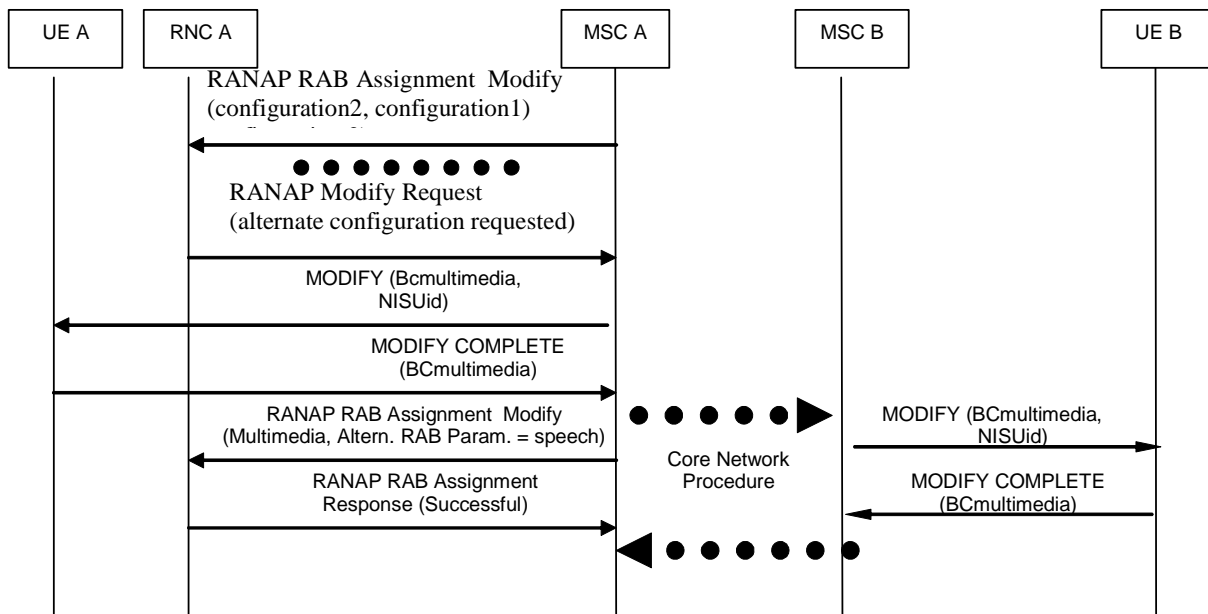 UE A
RNC A
MSC A
MSC B
UE B
RANAP RAB Assignment  Modify
(configuration2, configuration1)
RANAP Modify Request
(alternate configuration requested)
MODIFY (Bcmultimedia,
NISUid)
MODIFY COMPLETE
(BCmultimedia)
RANAP RAB Assignment  Modify
(Multimedia, Altern. RAB Param. = speech)
RANAP RAB Assignment
Response (Successful)
Core Network
Procedure
MODIFY (BCmultimedia,
NISUid)
MODIFY COMPLETE
(BCmultimedia)